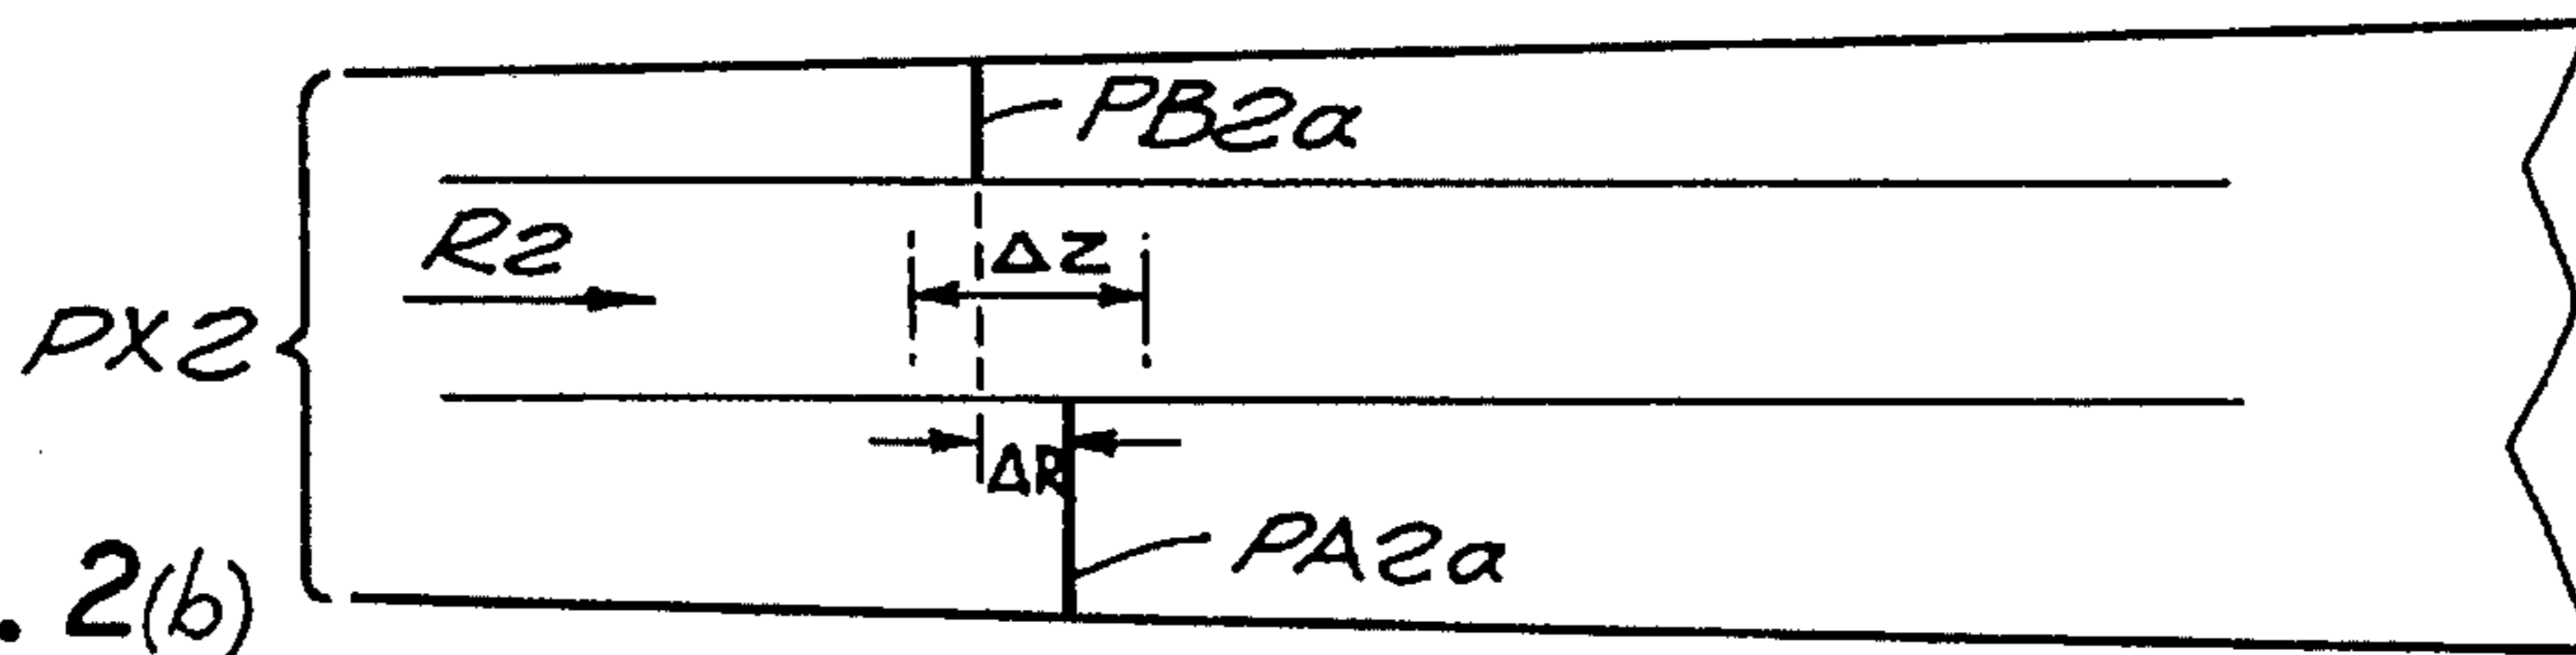 PB2a
R2
ΔZ
PX2
ΔR
PA2a
. 2(b)